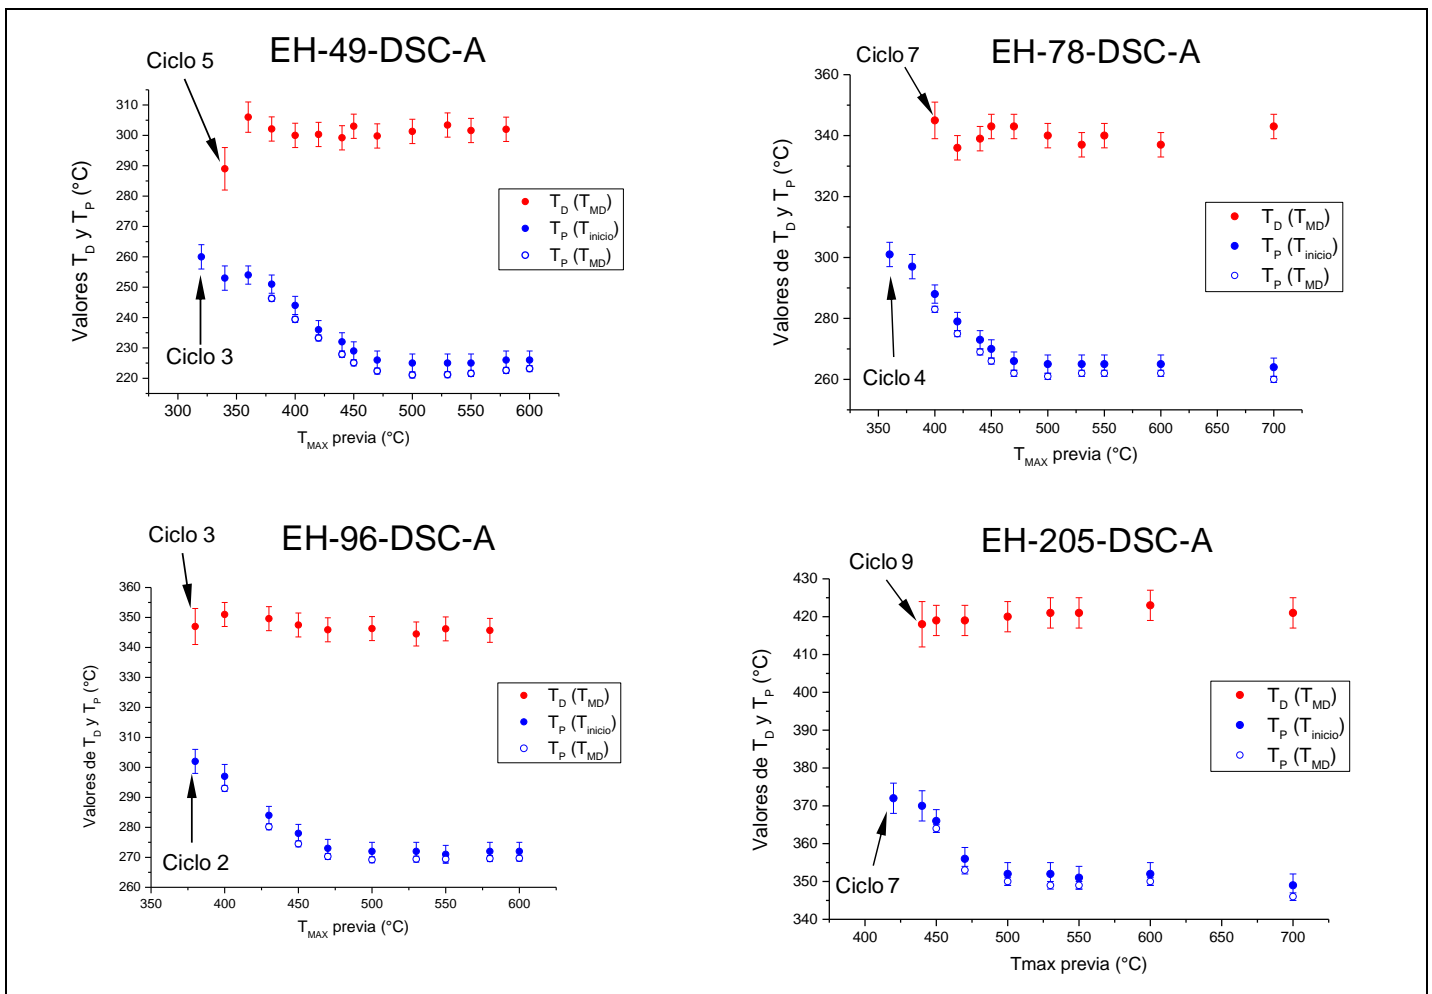 EH-49-DSC-A
Ciclo 5
310
300
290
280
270
260
250
240
230
220
Valores T_D y T_P (°C)
T_D (T_MD)
T_P (T_inicio)
T_P (T_MD)
Ciclo 3
300 350 400 450 500 550 600
T_MAX previa (°C)
EH-78-DSC-A
Ciclo 7
360
340
320
300
280
260
Valores de T_D y T_P (°C)
T_D (T_MD)
T_P (T_inicio)
T_P (T_MD)
Ciclo 4
350 400 450 500 550 600 650 700
T_MAX previa (°C)
EH-96-DSC-A
Ciclo 3
360
350
340
330
320
310
300
290
280
270
260
Valores de T_D y T_P (°C)
T_D (T_MD)
T_P (T_inicio)
T_P (T_MD)
Ciclo 2
350 400 450 500 550 600
T_MAX previa (°C)
EH-205-DSC-A
Ciclo 9
430
420
410
400
390
380
370
360
350
340
Valores de T_D y T_P (°C)
T_D (T_MD)
T_P (T_inicio)
T_P (T_MD)
Ciclo 7
400 450 500 550 600 650 700
Tmax previa (°C)